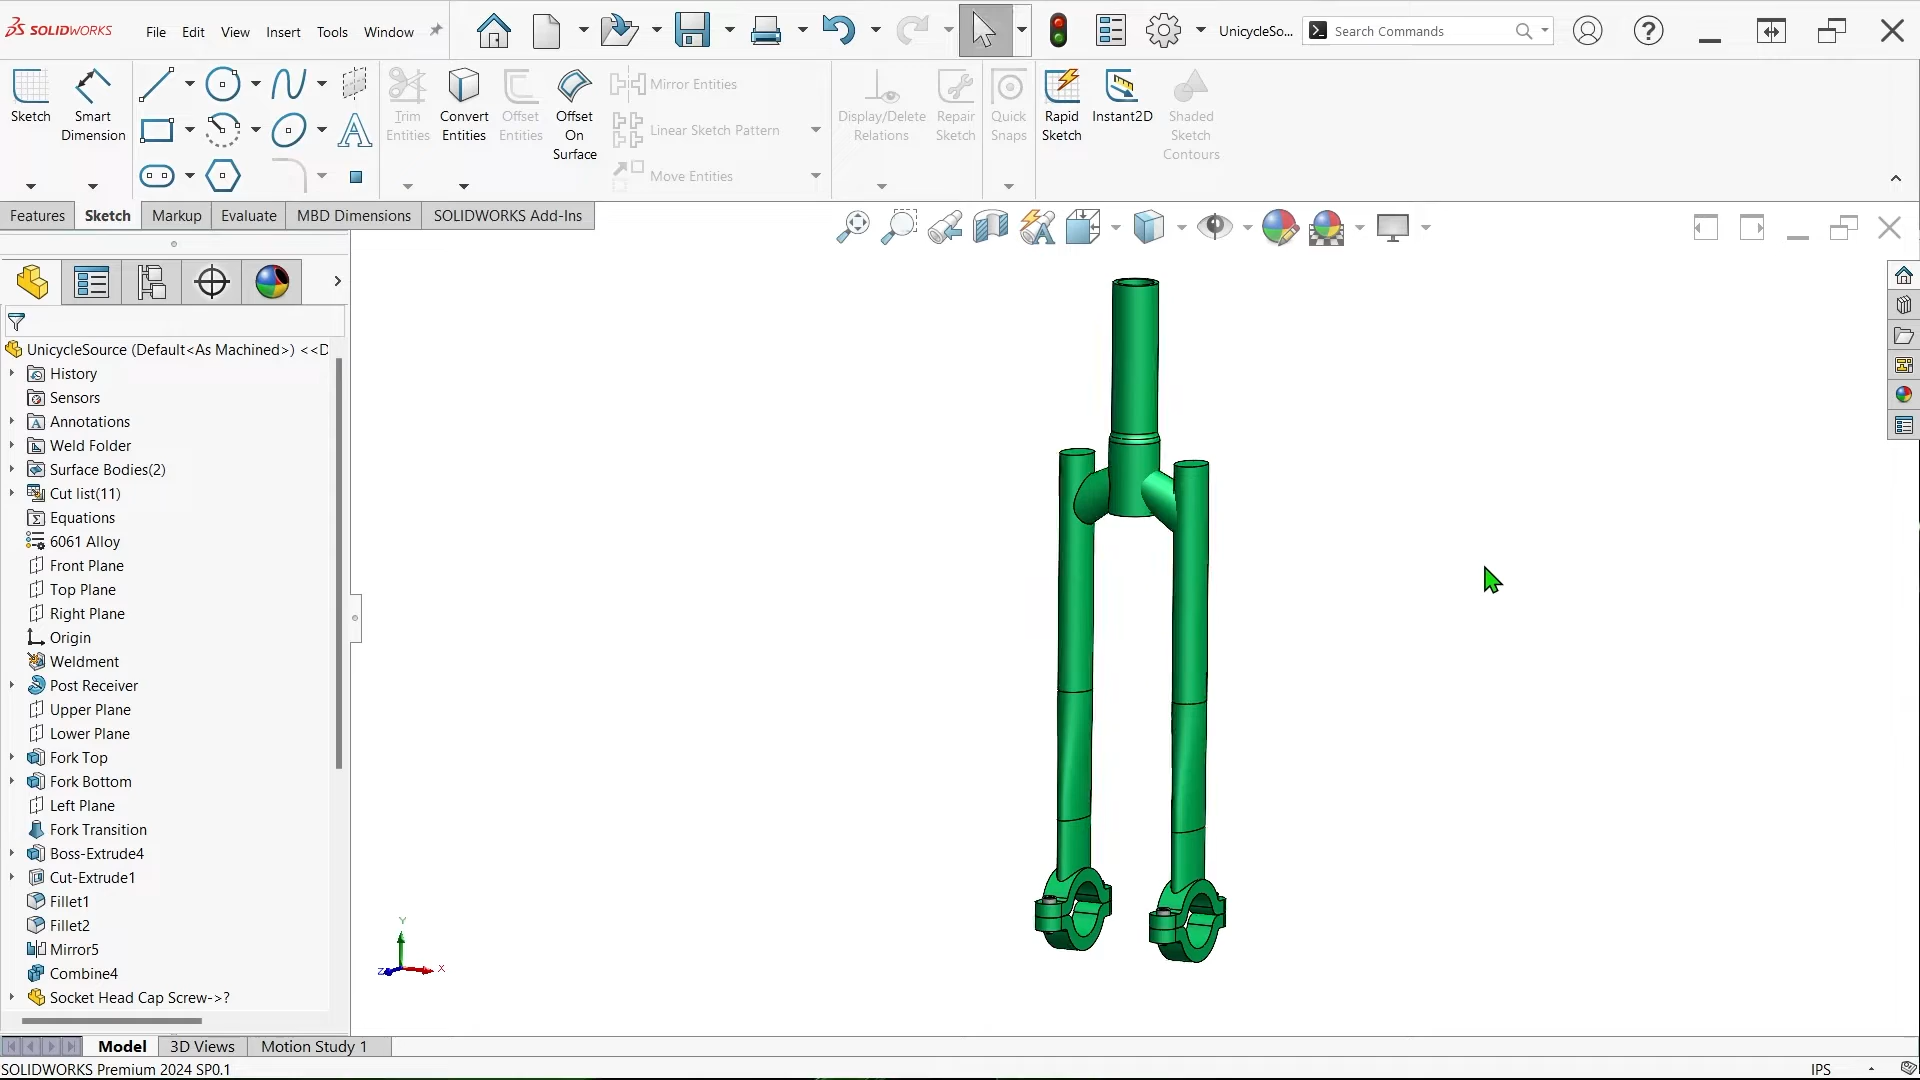 SOLIDWORKS
File Edit View Insert Tools Window
UnicycleSo...
Search Commands
Sketch
Smart
Dimension
Trim
Entities
Convert
Entities
Offset
Entities
Offset
On
Surface
Mirror Entities
Linear Sketch Pattern
Move Entities
Display/Delete
Relations
Repair
Sketch
Quick
Snaps
Rapid
Sketch
Instant2D
Shaded
Sketch
Contours
Features Sketch Markup Evaluate MBD Dimensions SOLIDWORKS Add-Ins
UnicycleSource (Default<As Machined>) <<D
History
Sensors
Annotations
Weld Folder
Surface Bodies(2)
Cut list(11)
Equations
6061 Alloy
Front Plane
Top Plane
Right Plane
Origin
Weldment
Post Receiver
Upper Plane
Lower Plane
Fork Top
Fork Bottom
Left Plane
Fork Transition
Boss-Extrude4
Cut-Extrude1
Fillet1
Fillet2
Mirror5
Combine4
Socket Head Cap Screw->?
Y
Z X
Model 3D Views Motion Study 1
SOLIDWORKS Premium 2024 SP0.1
IPS